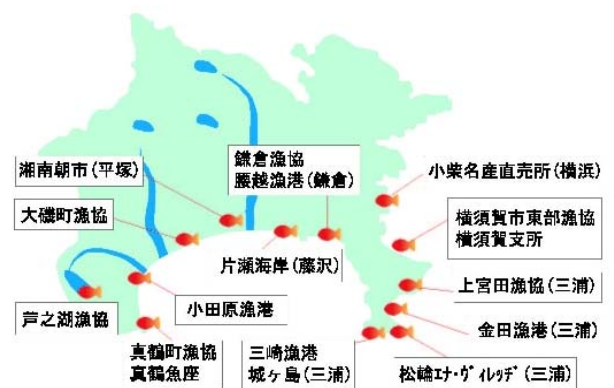 鎌倉漁協
腰越漁港(鎌倉)
湘南朝市(平塚)
小柴名産直売所(横浜)
大磯町漁協
横須賀市東部漁協
横須賀支所
片瀬海岸(藤沢)
上宮田漁協(三浦)
小田原漁港
芦之湖漁協
金田漁港(三浦)
真鶴町漁協
真鶴魚座
三崎漁港
城ヶ島(三浦)
松輪エナ・ヴィレッヂ(三浦)